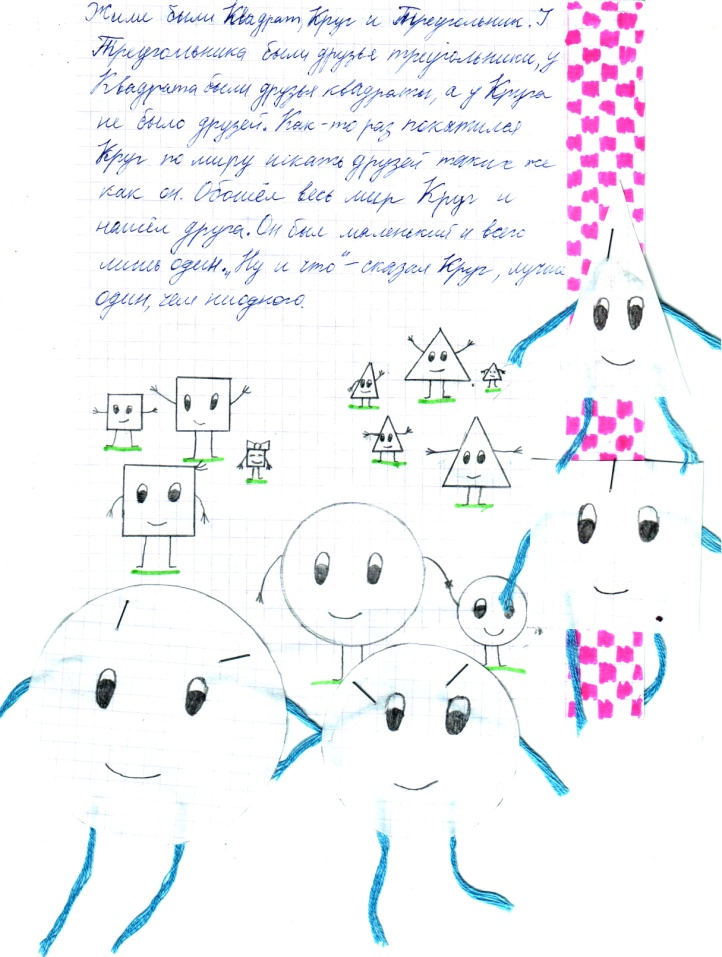 Жили были Квадрат, Круг и Треугольник. У
Треугольника были друзья треугольники, у
Квадрата были друзья квадраты, а у Круга
не было друзей. Как-то раз покатился
Круг по миру искать друзей таких же
как он. Обошёл весь мир Круг и
нашёл друга. Он был маленький и всего
лишь один. „Ну и что" - сказал Круг, лучше
один, чем ниодного.